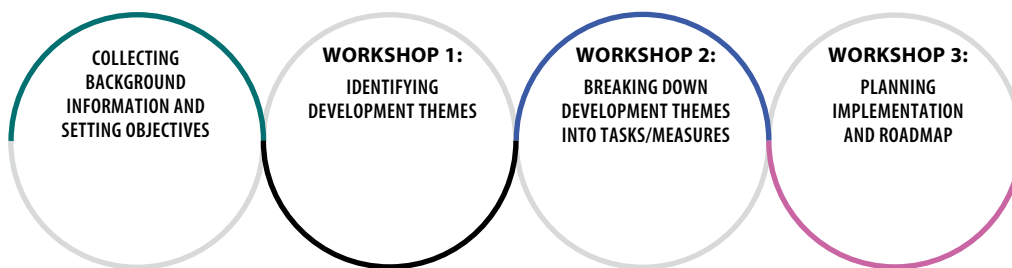 COLLECTING
BACKGROUND
INFORMATION AND
SETTING OBJECTIVES
WORKSHOP 1:
IDENTIFYING
DEVELOPMENT THEMES
WORKSHOP 2:
BREAKING DOWN
DEVELOPMENT THEMES
INTO TASKS/MEASURES
WORKSHOP 3:
PLANNING
IMPLEMENTATION
AND ROADMAP